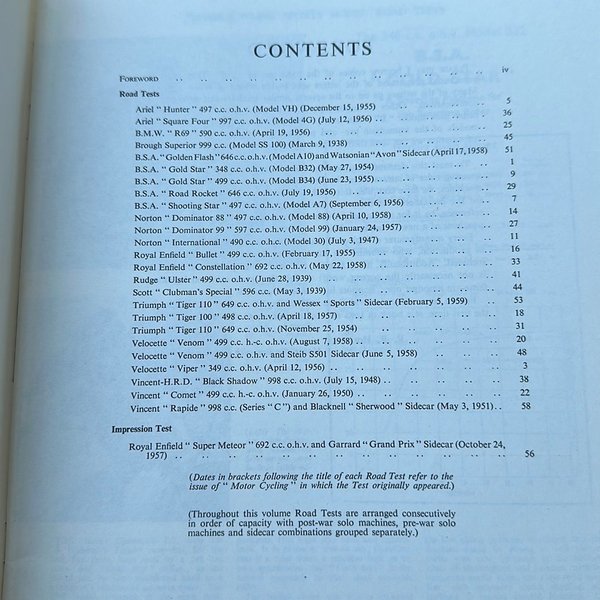 CONTENTS
FOREWORD .. .. .. .. .. .. .. .. .. .. .. .. .. iv
Road Tests
Ariel “ Hunter ” 497 c.c. o.h.v. (Model VH) (December 15, 1955) .. .. .. .. 5
Ariel “ Square Four ” 997 c.c. o.h.v. (Model 4G) (July 12, 1956) .. .. .. .. .. 36
B.M.W. “ R69 ” 590 c.c. o.h.v. (April 19, 1956) .. .. .. .. .. .. .. 25
Brough Superior 999 c.c. (Model SS 100) (March 9, 1938) .. .. .. .. .. 45
B.S.A. “ Golden Flash ” 646 c.c. o.h.v. (Model A10) and Watsonian “ Avon ” Sidecar (April 17, 1958) 51
B.S.A. “ Gold Star ” 348 c.c. o.h.v. (Model B32) (May 27, 1954) .. .. .. .. 1
B.S.A. “ Gold Star ” 499 c.c. o.h.v. (Model B34) (June 23, 1955) .. .. .. .. .. 9
B.S.A. “ Road Rocket ” 646 c.c. o.h.v. (July 19, 1956) .. .. .. .. .. .. 29
B.S.A. “ Shooting Star ” 497 c.c. o.h.v. (Model A7) (September 6, 1956) .. .. .. .. 7
Norton “ Dominator 88 ” 497 c.c. o.h.v. (Model 88) (April 10, 1958) .. .. .. .. 14
Norton “ Dominator 99 ” 597 c.c. o.h.v. (Model 99) (January 24, 1957) .. .. .. .. 27
Norton “ International ” 490 c.c. o.h.c. (Model 30) (July 3, 1947) .. .. .. .. 11
Royal Enfield “ Bullet ” 499 c.c. o.h.v. (February 17, 1955) .. .. .. .. .. 16
Royal Enfield “ Constellation ” 692 c.c. o.h.v. (May 22, 1958) .. .. .. .. .. 33
Rudge “ Ulster ” 499 c.c. o.h.v. (June 28, 1939) .. .. .. .. .. .. 41
Scott “ Clubman's Special ” 596 c.c. (May 3, 1939) .. .. .. .. .. .. 44
Triumph “ Tiger 110 ” 649 c.c. o.h.v. and Wessex “ Sports ” Sidecar (February 5, 1959) .. .. 53
Triumph “ Tiger 100 ” 498 c.c. o.h.v. (April 18, 1957) .. .. .. .. .. .. 18
Triumph “ Tiger 110 ” 649 c.c. o.h.v. (November 25, 1954) .. .. .. .. .. 31
Velocette “ Venom ” 499 c.c. h.-c. o.h.v. (August 7, 1958) .. .. .. .. .. .. 20
Velocette “ Venom ” 499 c.c. o.h.v. and Steib S501 Sidecar (June 5, 1958) .. .. .. 48
Velocette “ Viper ” 349 c.c. o.h.v. (April 12, 1956) .. .. .. .. .. .. 3
Vincent-H.R.D. “ Black Shadow ” 998 c.c. o.h.v. (July 15, 1948) .. .. .. .. .. 38
Vincent “ Comet ” 499 c.c. h.-c. o.h.v. (January 26, 1950) .. .. .. .. .. 22
Vincent “ Rapide ” 998 c.c. (Series “ C ”) and Blacknell “ Sherwood ” Sidecar (May 3, 1951) .. 58
Impression Test
Royal Enfield “ Super Meteor ” 692 c.c. o.h.v. and Garrard “ Grand Prix ” Sidecar (October 24,
1957) .. .. .. .. .. .. .. .. .. .. .. .. .. 56
(Dates in brackets following the title of each Road Test refer to the
issue of “ Motor Cycling ” in which the Test originally appeared.)
(Throughout this volume Road Tests are arranged consecutively
in order of capacity with post-war solo machines, pre-war solo
machines and sidecar combinations grouped separately.)